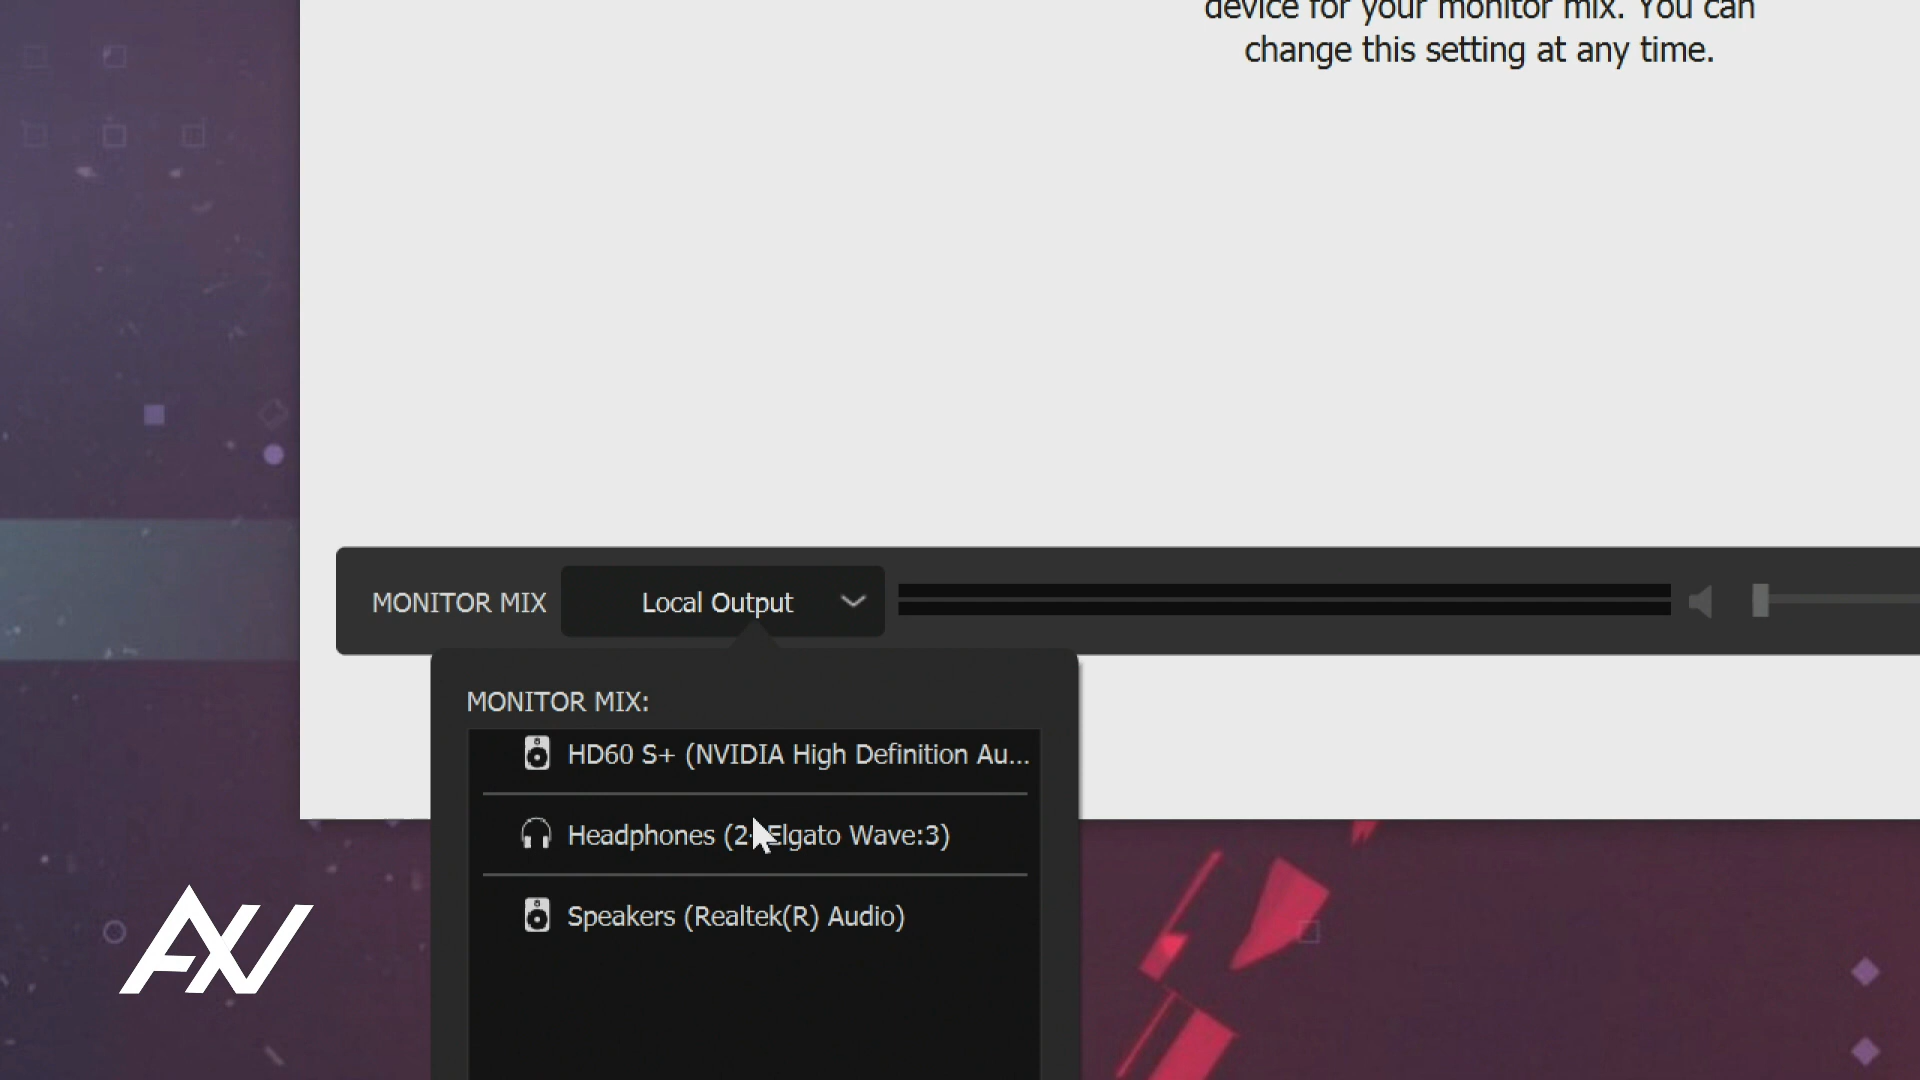 device for your monitor mix. You can
change this setting at any time.
MONITOR MIX
Local Output
MONITOR MIX:
HD60 S+ (NVIDIA High Definition Au...
Headphones (2- Elgato Wave:3)
Speakers (Realtek(R) Audio)